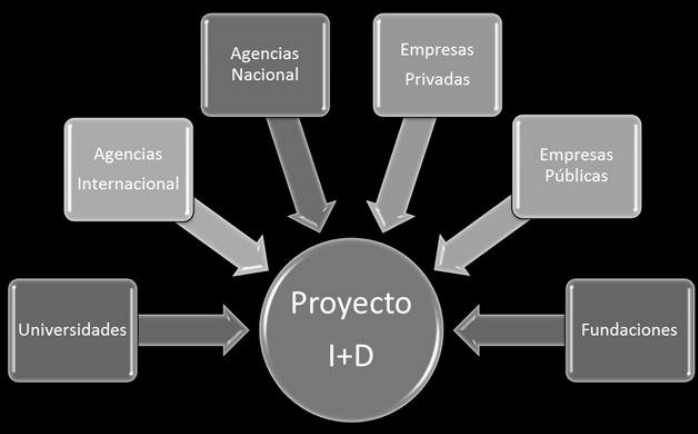 Agencias
Nacional
Empresas
Privadas
Agencias
Internacional
Empresas
Públicas
Universidades
Proyecto
I+D
Fundaciones